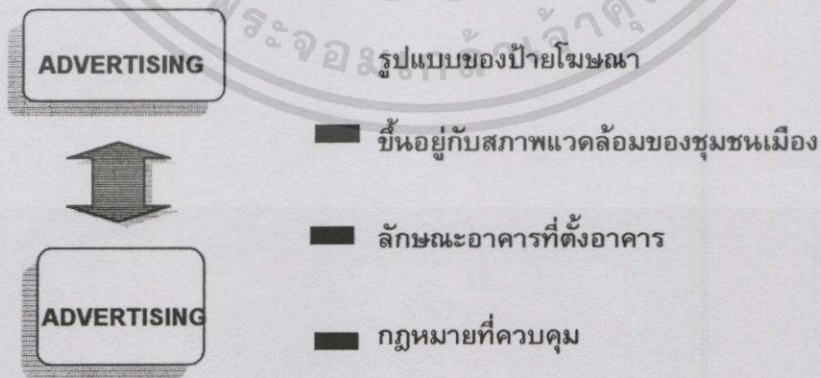 ADVERTISING
รูปแบบของป้ายโฆษณา
ขึ้นอยู่กับสภาพแวดล้อมของชุมชนเมือง
ลักษณะอาคารที่ตั้งอาคาร
ADVERTISING
กฎหมายที่ควบคุม